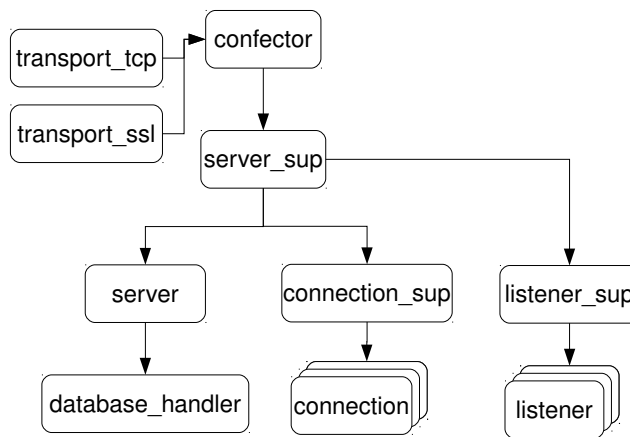 confector
transport_tcp
transport_ssl
server_sup
server
connection_sup
listener_sup
database_handler
connection
listener